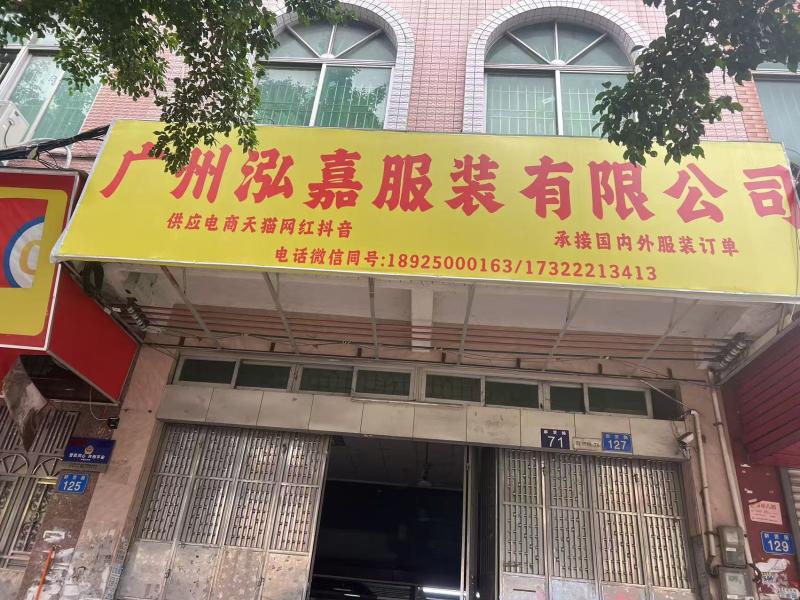 广州泓嘉服装有限公司
供应电商天猫网红抖音
承接国内外服装订单
电话微信同号:18925000163/17322213413
71
127
125
129